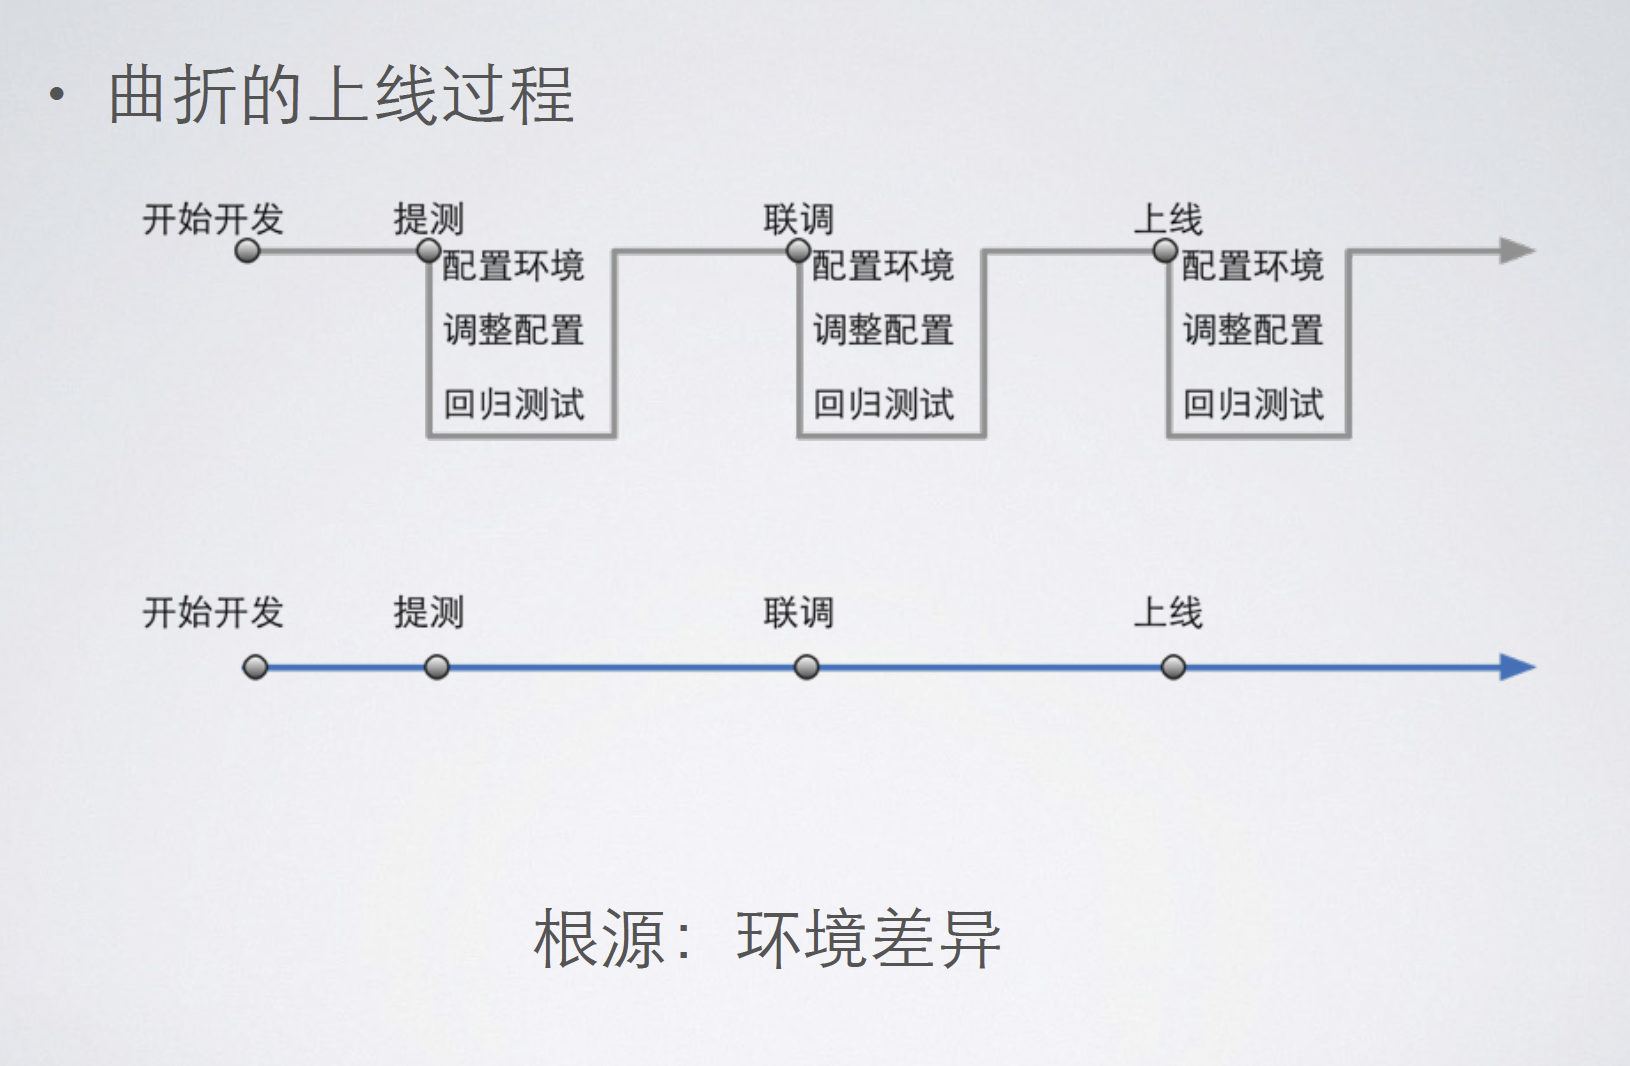 • 曲折的上线过程
开始开发 提测 联调 上线
配置环境 配置环境 配置环境
调整配置 调整配置 调整配置
回归测试 回归测试 回归测试
开始开发 提测 联调 上线
根源：环境差异